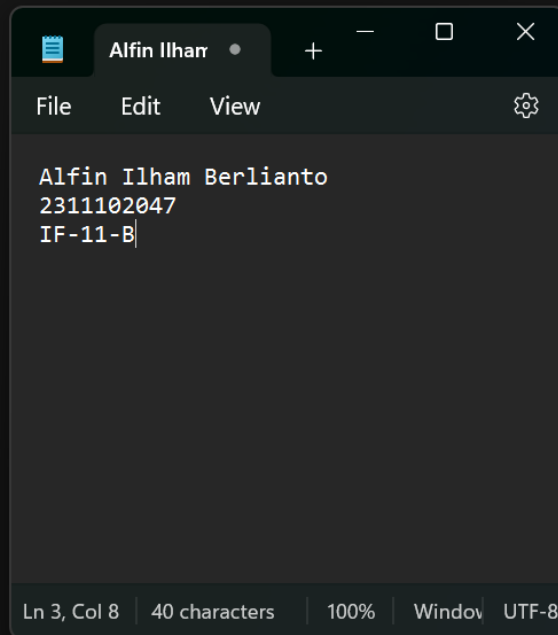 Alfin Ilham
File Edit View
Alfin Ilham Berlianto
2311102047
IF-11-B
Ln 3, Col 8 40 characters 100% UTF-8